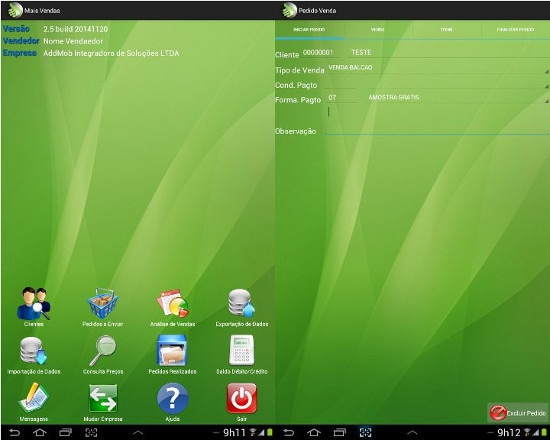 Mais Vendas
Versão 2.5 build 20141120
Vendedor Nome Vendaedor
Empresa AddMob Integradora de Soluções LTDA
Clientes
Pedidos a Enviar
Análise de Vendas
Exportação de Dados
Importação de Dados
Consulta Preços
Pedidos Realizados
Saldo Débito/Crédito
Mensagens
Mudar Empresa
Ajuda
Sair
9h11
Pedido Venda
INICIAR PEDIDO VENDA ITENS FINALIZAR PEDIDO
Cliente 00000001 TESTE
Tipo de Venda VENDA BALCAO
Cond. Pagto
Forma. Pagto 07 AMOSTRA GRATIS
Observação
Excluir Pedido
9h12